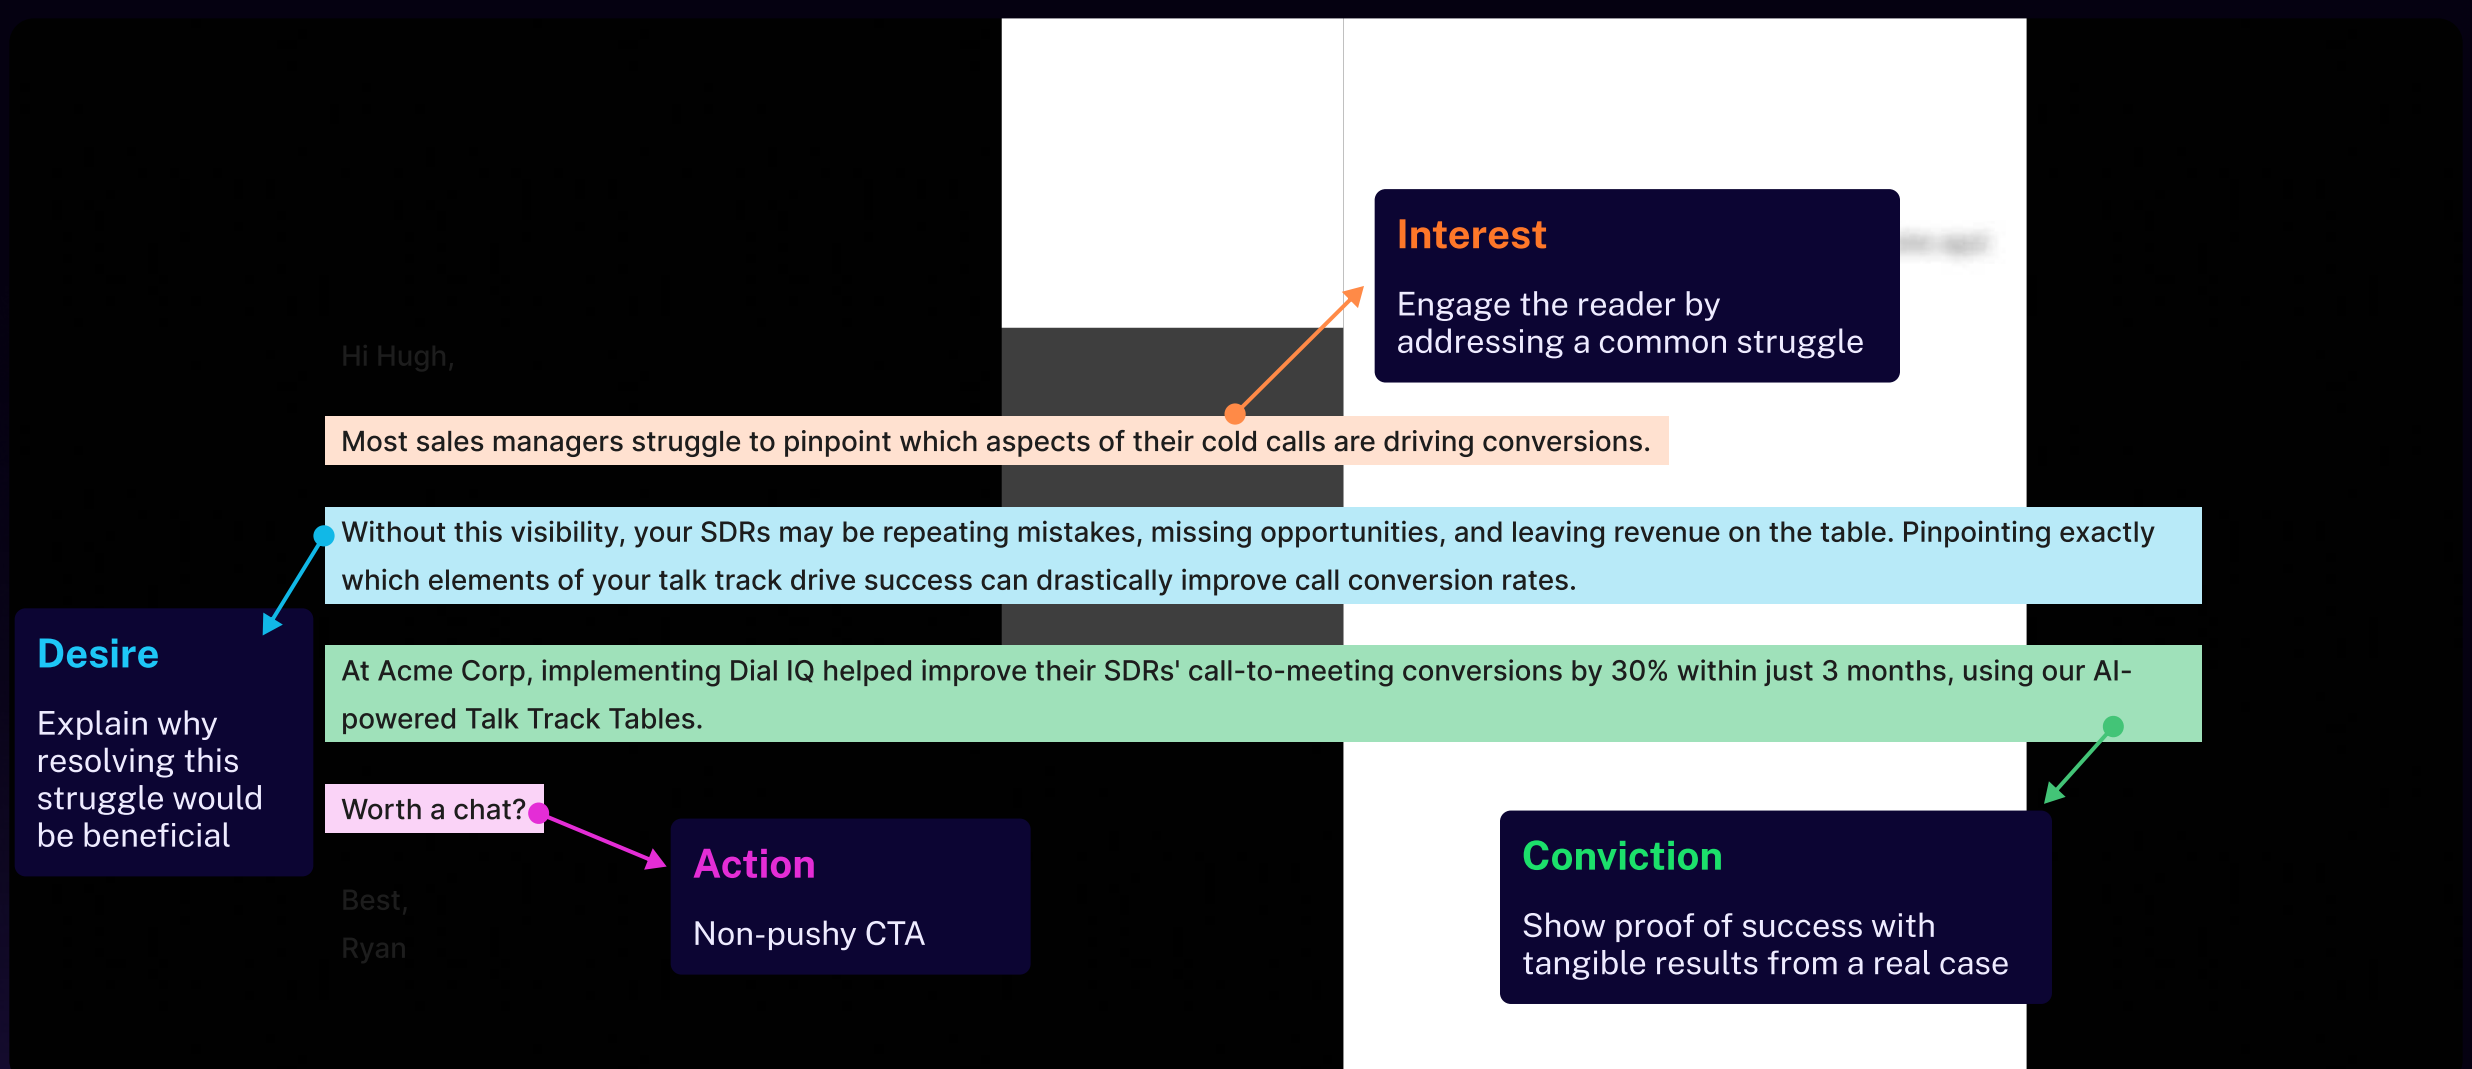 Interest
Engage the reader by
addressing a common struggle
Hi Hugh,
Most sales managers struggle to pinpoint which aspects of their cold calls are driving conversions.
Without this visibility, your SDRs may be repeating mistakes, missing opportunities, and leaving revenue on the table. Pinpointing exactly
which elements of your talk track drive success can drastically improve call conversion rates.
Desire
Explain why
resolving this
struggle would
be beneficial
At Acme Corp, implementing Dial IQ helped improve their SDRs' call-to-meeting conversions by 30% within just 3 months, using our AI-
powered Talk Track Tables.
Worth a chat?
Action
Non-pushy CTA
Conviction
Show proof of success with
tangible results from a real case
Best,
Ryan